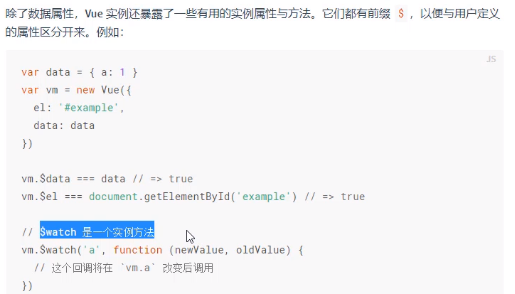 除了数据属性，Vue 实例还暴露了一些有用的实例属性与方法。它们都有前缀 $，以便与用户定义
的属性区分开来。例如：
JS
var data = { a: 1 }
var vm = new Vue({
  el: '#example',
  data: data
})
vm.$data === data // => true
vm.$el === document.getElementById('example') // => true
// $watch 是一个实例方法
vm.$watch('a', function (newValue, oldValue) {
  // 这个回调将在 `vm.a` 改变后调用
})